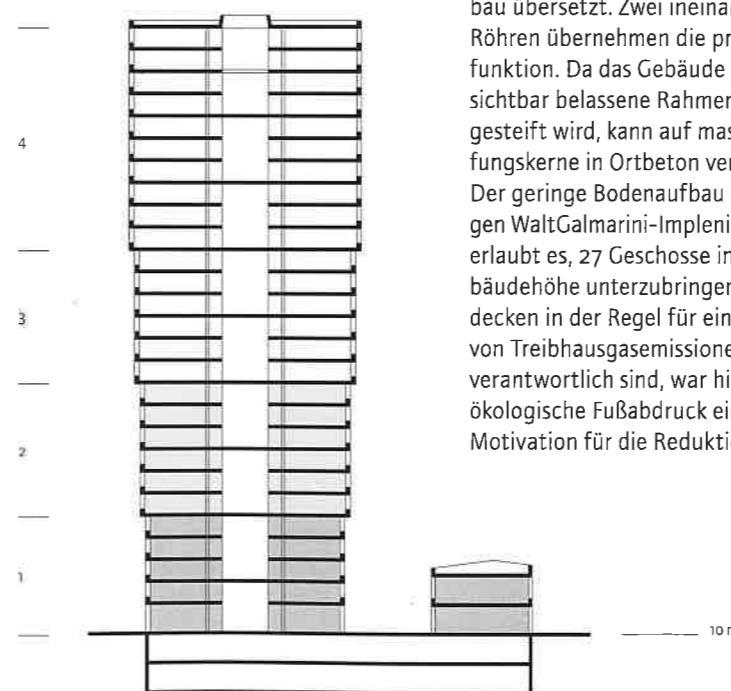 bau übersetzt. Zwei ineinan
Röhren übernehmen die pr
funktion. Da das Gebäude
sichtbar belassene Rahmen
gesteift wird, kann auf mas
fungskerne in Ortbeton ver
Der geringe Bodenaufbau
gen WaltGalmarini-Impleni
erlaubt es, 27 Geschosse in
bäudehöhe unterzubringen
decken in der Regel für ein
von Treibhausgasemissione
verantwortlich sind, war hi
ökologische Fußabdruck ei
Motivation für die Redukti
4
3
2
1
10 m